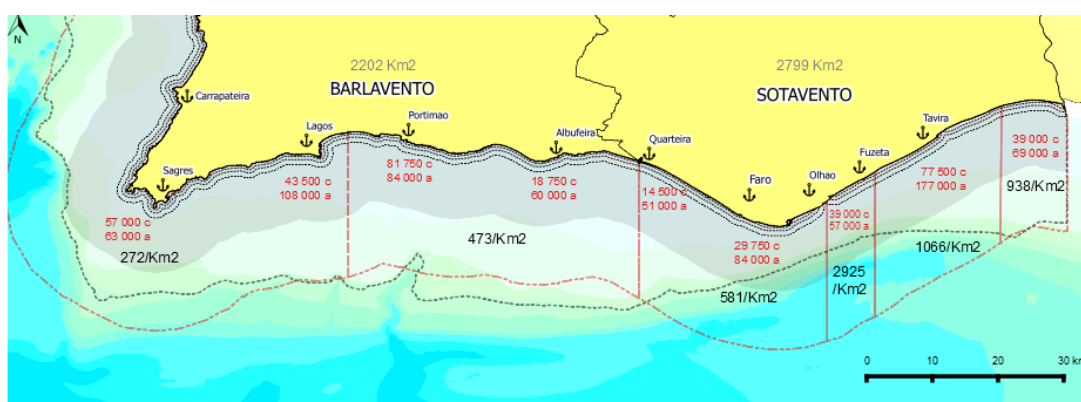 N
2202 Km2
BARLAVENTO
2799 Km2
SOTAVENTO
Carrapateira
Lagos
Portimao
Albufeira
Quarteira
Tavira
Fuzeta
Sagres
Faro
Olhao
57 000 c
63 000 a
43 500 c
108 000 a
81 750 c
84 000 a
18 750 c
60 000 a
14 500 c
51 000 a
29 750 c
84 000 a
39 000 c
57 000 a
77 500 c
177 000 a
39 000 c
69 000 a
272/Km2
473/Km2
581/Km2
2925
/Km2
1066/Km2
938/Km2
0 10 20 30 km